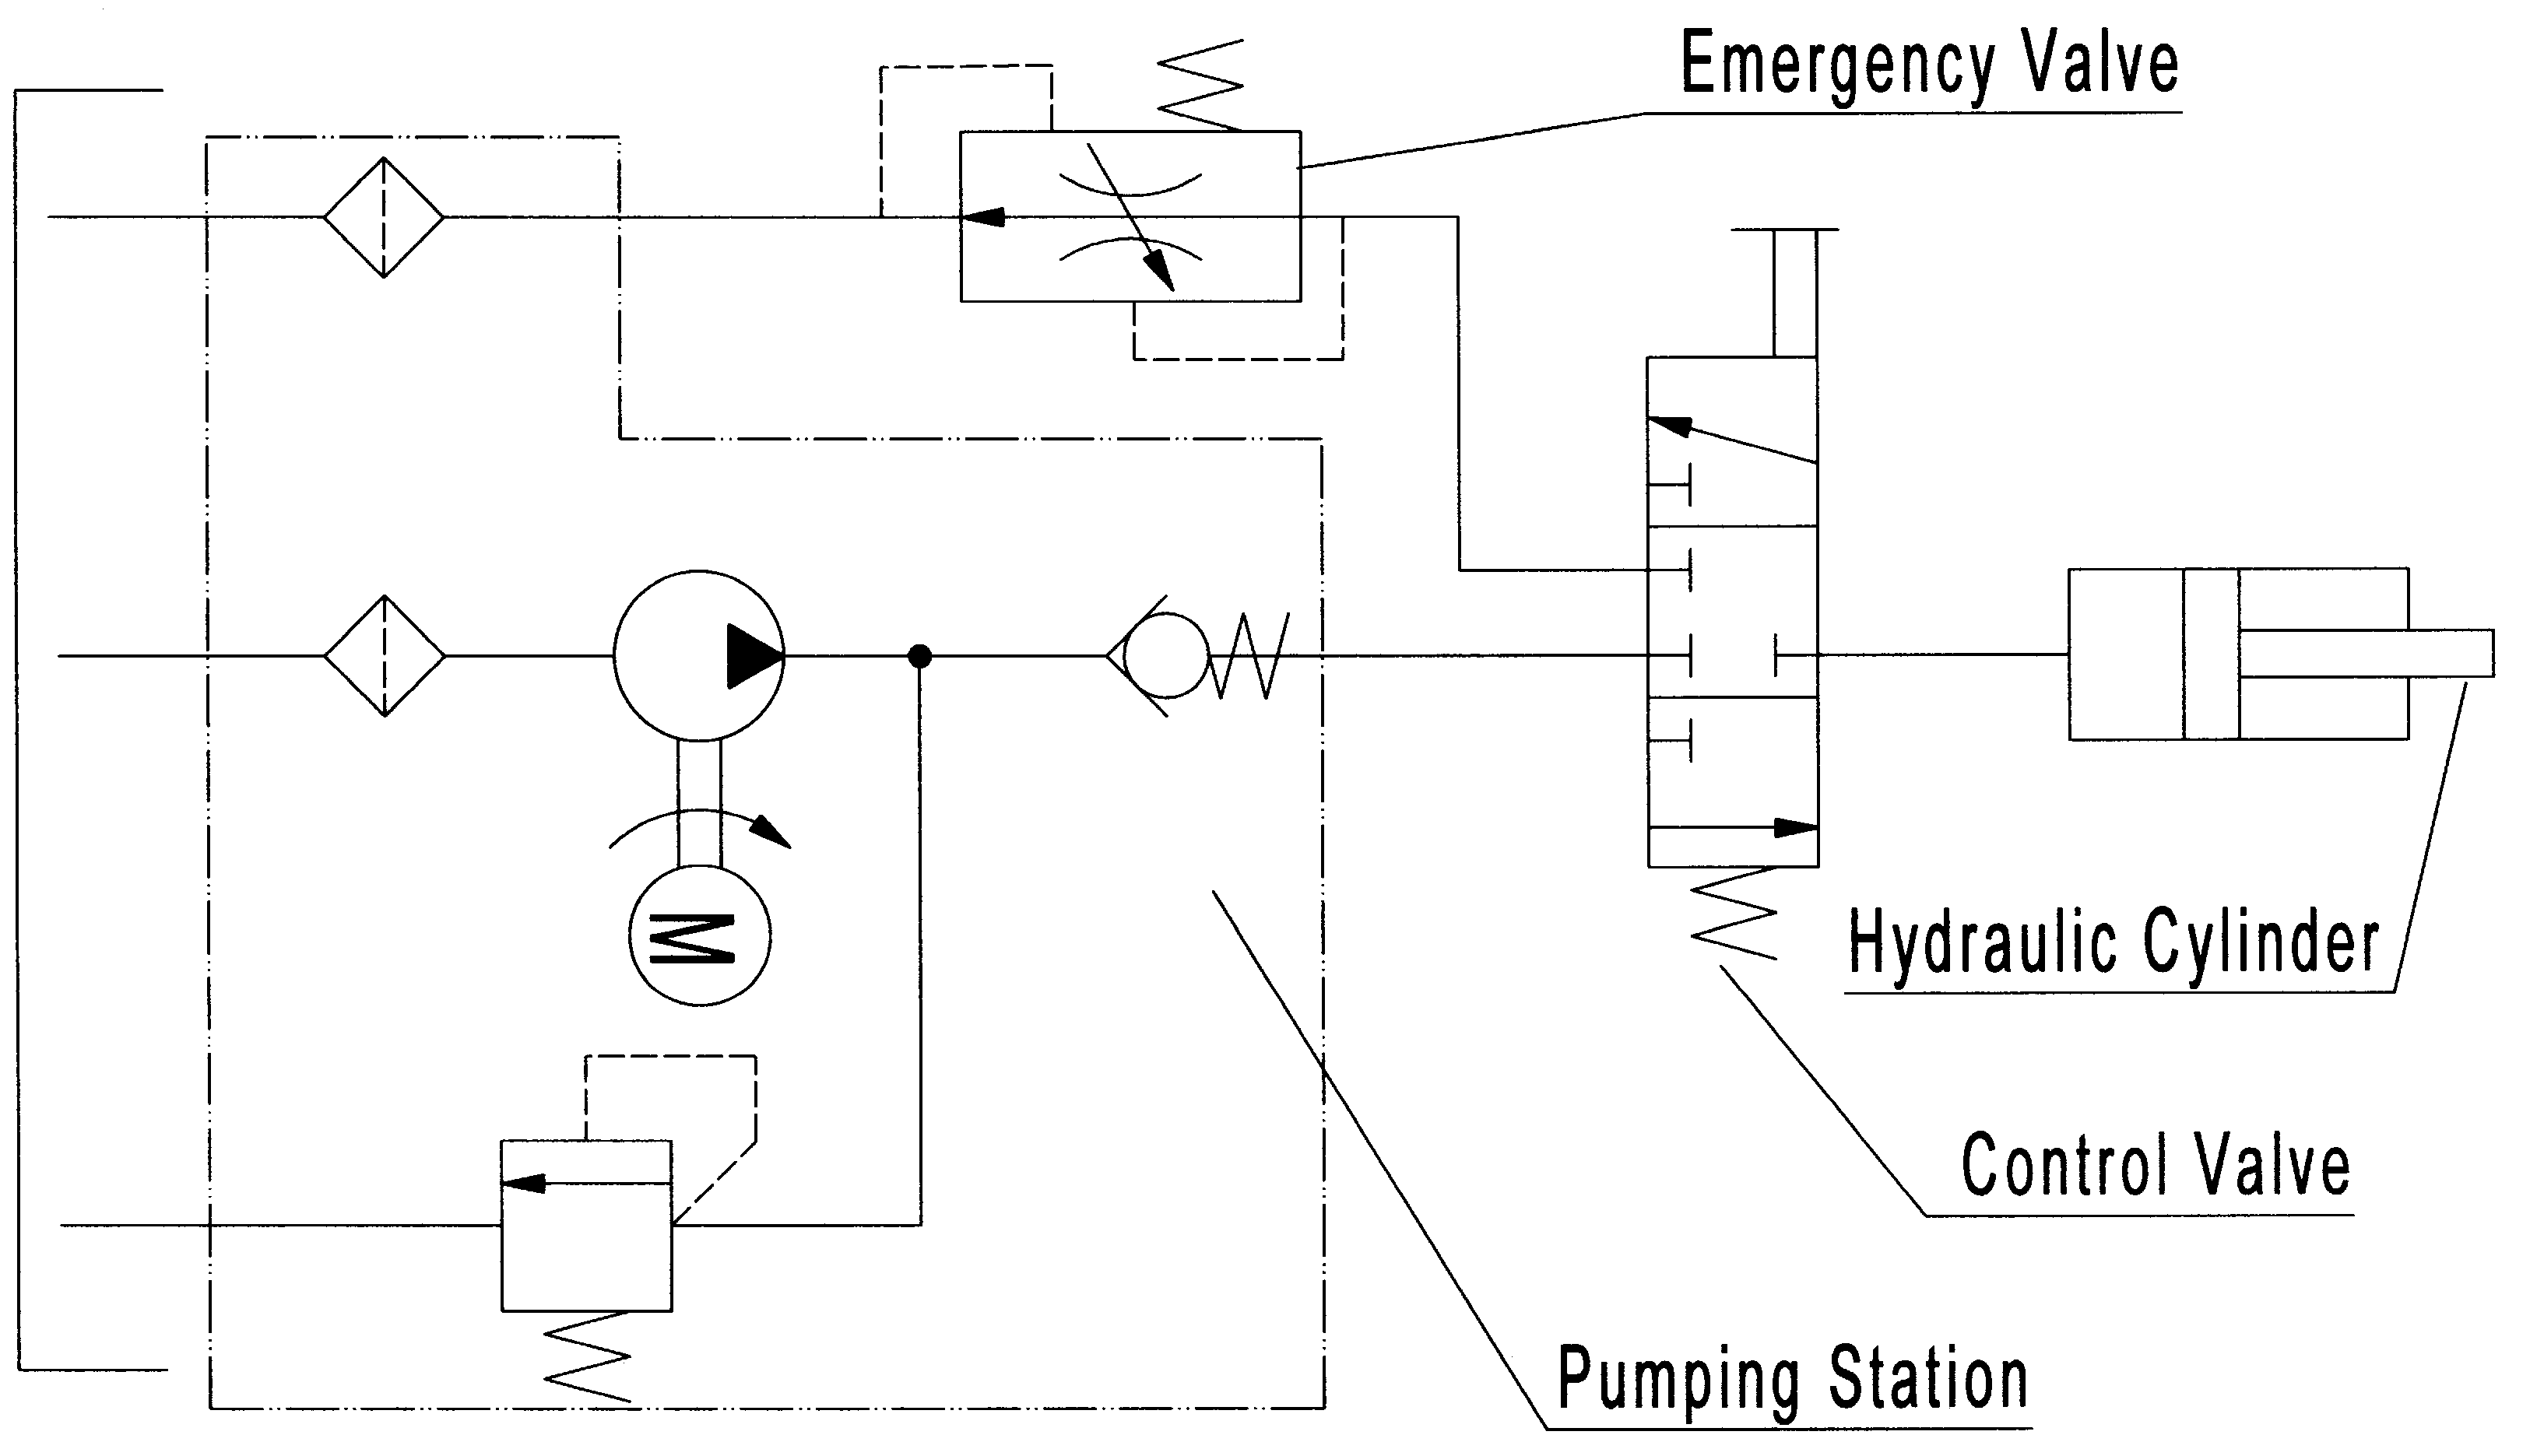 Emergency Valve
M
Hydraulic Cylinder
Control Valve
Pumping Station